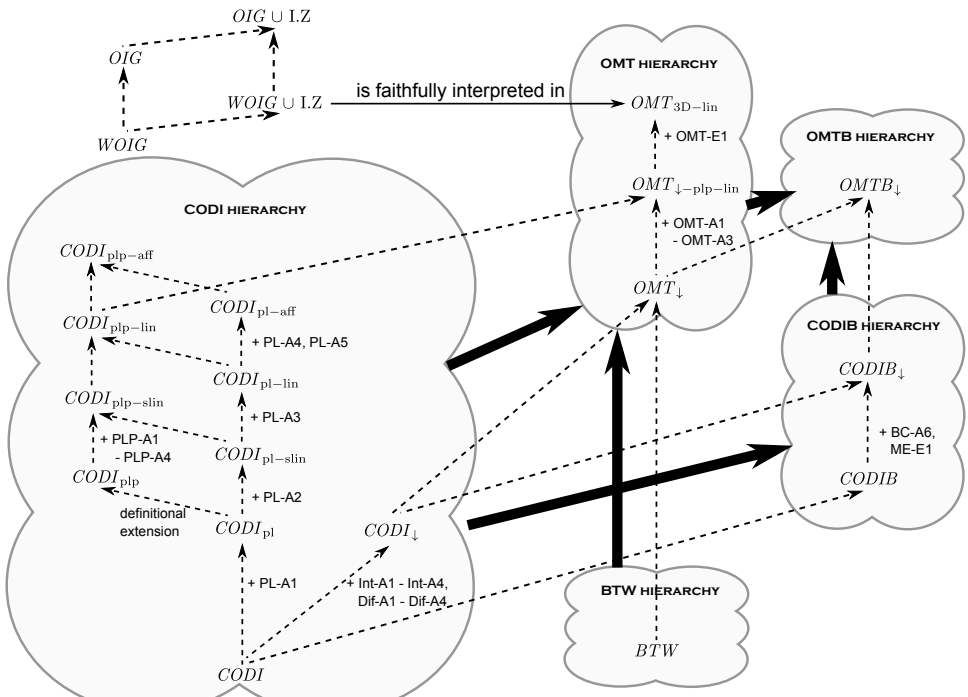 OIG ∪ I.Z
OIG
WOIG ∪ I.Z
WOIG
is faithfully interpreted in
OMT HIERARCHY
OMT3D−lin
+ OMT-E1
OMT↓−plp−lin
+ OMT-A1
- OMT-A3
OMT↓
OMTB HIERARCHY
OMTB↓
CODI HIERARCHY
CODIplp−aff
CODIpl−aff
CODIplp−lin
+ PL-A4, PL-A5
CODIpl−lin
CODIplp−slin
+ PL-A3
+ PLP-A1
- PLP-A4
CODIpl−slin
CODIplp
+ PL-A2
definitional
extension
CODIpl
CODI↓
+ PL-A1
+ Int-A1 - Int-A4,
Dif-A1 - Dif-A4
CODI
CODIB HIERARCHY
CODIB↓
+ BC-A6,
ME-E1
CODIB
BTW HIERARCHY
BTW